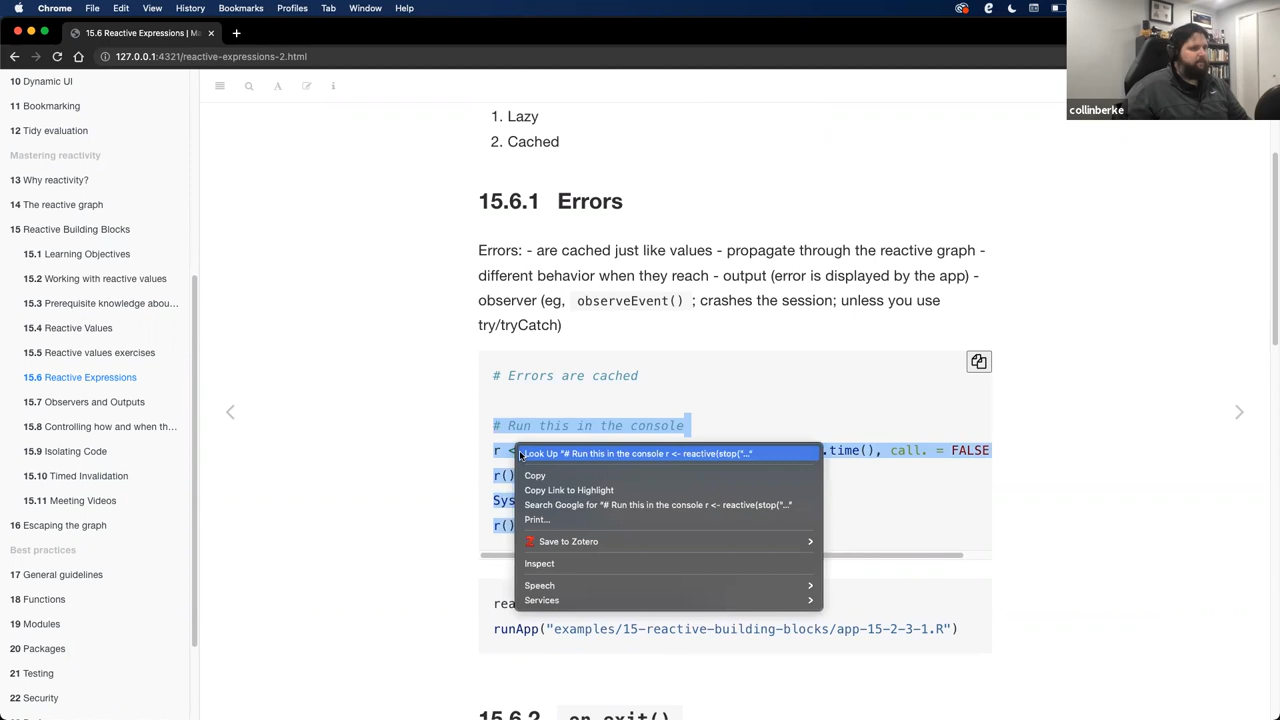 Chrome File Edit View History Bookmarks Profiles Tab Window Help
15.6 Reactive Expressions | Ma
127.0.0.1:4321/reactive-expressions-2.html
collinberke
10 Dynamic UI
11 Bookmarking
12 Tidy evaluation
Mastering reactivity
13 Why reactivity?
14 The reactive graph
15 Reactive Building Blocks
15.1 Learning Objectives
15.2 Working with reactive values
15.3 Prerequisite knowledge abou…
15.4 Reactive Values
15.5 Reactive values exercises
15.6 Reactive Expressions
15.7 Observers and Outputs
15.8 Controlling how and when th…
15.9 Isolating Code
15.10 Timed Invalidation
15.11 Meeting Videos
16 Escaping the graph
Best practices
17 General guidelines
18 Functions
19 Modules
20 Packages
21 Testing
22 Security
1. Lazy
2. Cached
15.6.1 Errors
Errors: - are cached just like values - propagate through the reactive graph -
different behavior when they reach - output (error is displayed by the app) -
observer (eg, observeEvent() ; crashes the session; unless you use
try/tryCatch)
# Errors are cached
# Run this in the console
r < .time(), call. = FALSE
r()
Sys
r()
Look Up "# Run this in the console r <- reactive(stop("..."
Copy
Copy Link to Highlight
Search Google for "# Run this in the console r <- reactive(stop("..."
Print...
Save to Zotero
Inspect
Speech
Services
rea
runApp("examples/15-reactive-building-blocks/app-15-2-3-1.R")
15.6.2 on.exit()